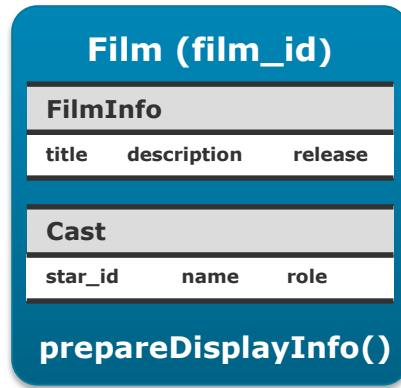 Film (film_id)
FilmInfo
title description release
Cast
star_id name role
prepareDisplayInfo()